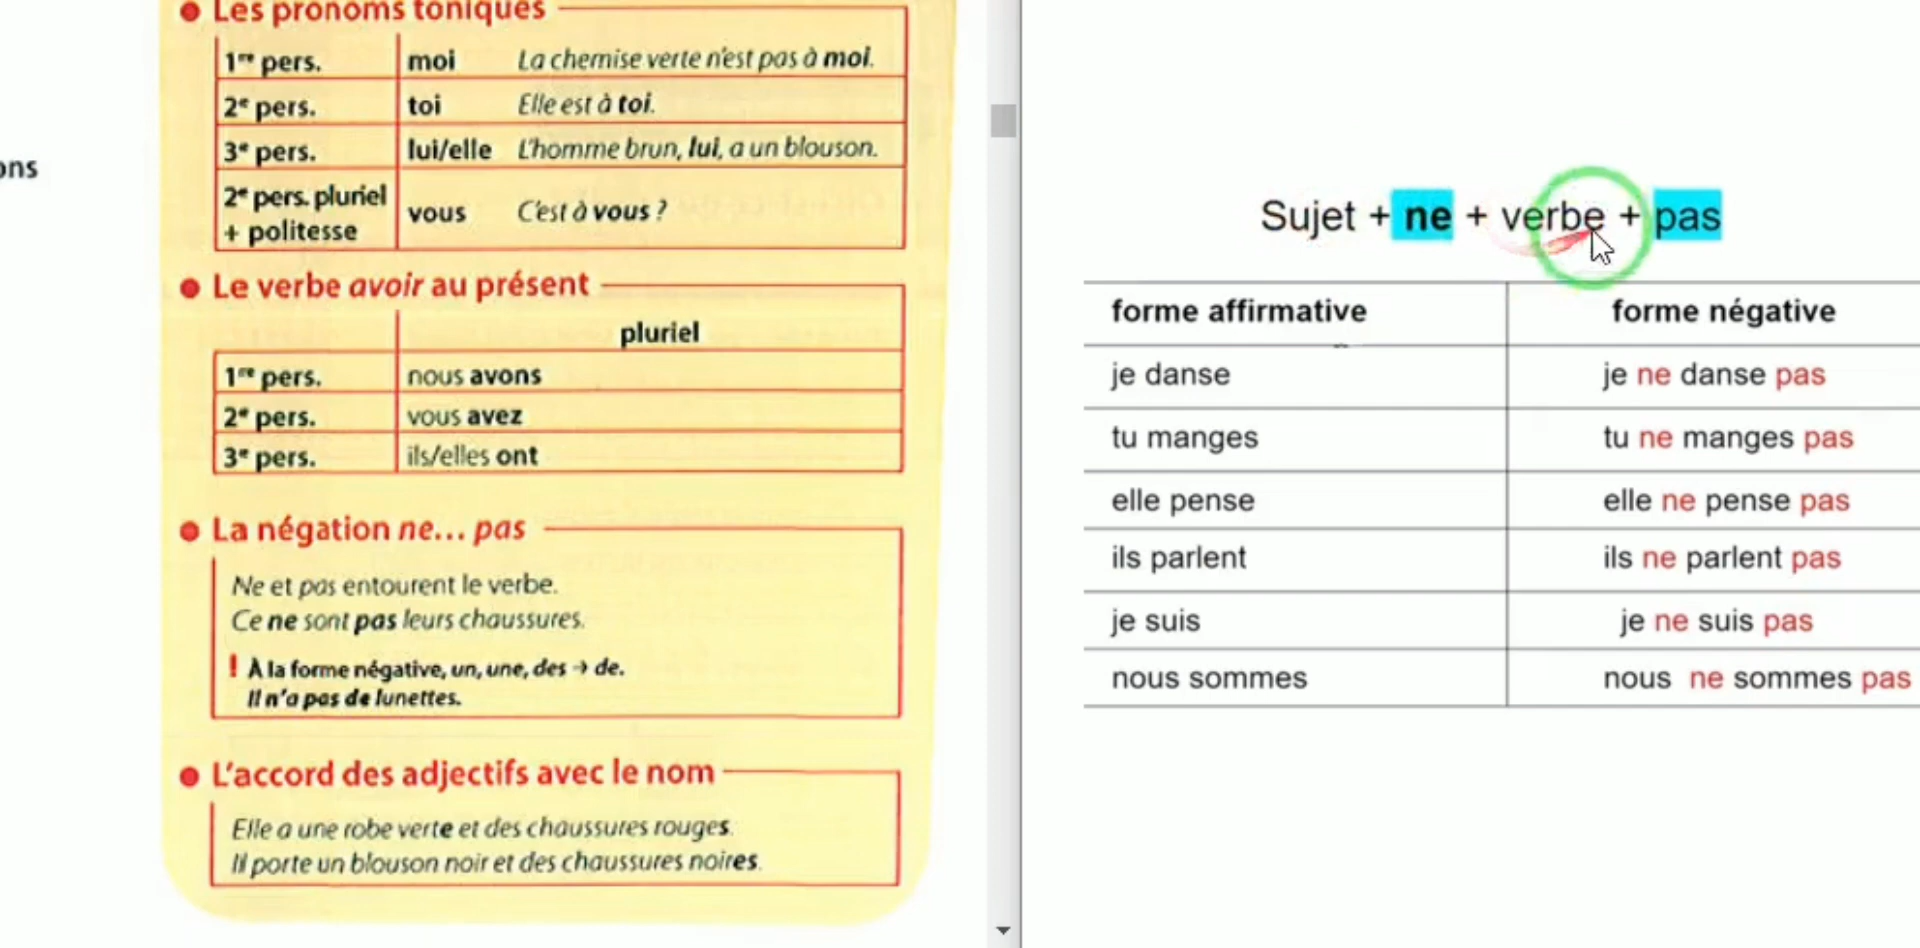 ons
Les pronoms toniques
1re pers. moi La chemise verte n'est pas à moi.
2e pers. toi Elle est à toi.
3e pers. lui/elle L'homme brun, lui, a un blouson.
2e pers. pluriel
+ politesse vous C'est à vous ?
Le verbe avoir au présent
pluriel
1re pers. nous avons
2e pers. vous avez
3e pers. ils/elles ont
La négation ne... pas
Ne et pas entourent le verbe.
Ce ne sont pas leurs chaussures.
! À la forme négative, un, une, des → de.
Il n'a pas de lunettes.
L'accord des adjectifs avec le nom
Elle a une robe verte et des chaussures rouges.
Il porte un blouson noir et des chaussures noires.
Sujet + ne + verbe + pas
forme affirmative forme négative
je danse je ne danse pas
tu manges tu ne manges pas
elle pense elle ne pense pas
ils parlent ils ne parlent pas
je suis je ne suis pas
nous sommes nous ne sommes pas